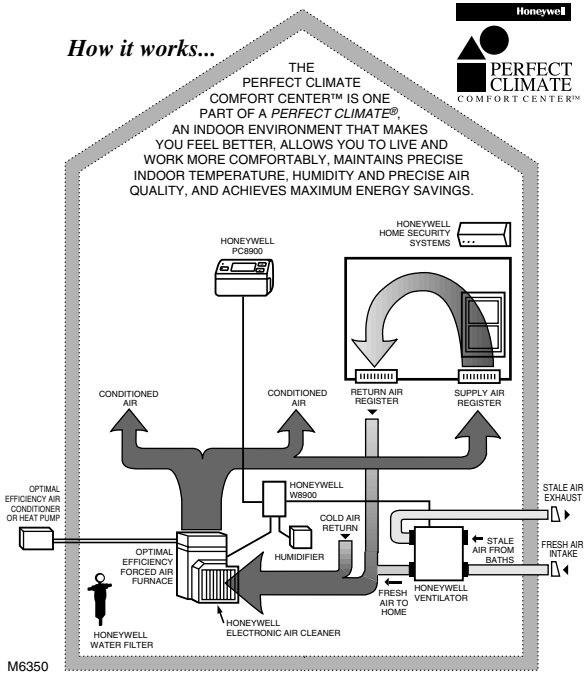 Honeywell
How it works...
PERFECT
CLIMATE
COMFORT CENTER™
THE
PERFECT CLIMATE
COMFORT CENTER™ IS ONE
PART OF A PERFECT CLIMATE®,
AN INDOOR ENVIRONMENT THAT MAKES
YOU FEEL BETTER, ALLOWS YOU TO LIVE AND
WORK MORE COMFORTABLY, MAINTAINS PRECISE
INDOOR TEMPERATURE, HUMIDITY AND PRECISE AIR
QUALITY, AND ACHIEVES MAXIMUM ENERGY SAVINGS.
HONEYWELL
HOME SECURITY
SYSTEMS
HONEYWELL
PC8900
CONDITIONED
AIR
CONDITIONED
AIR
RETURN AIR
REGISTER
SUPPLY AIR
REGISTER
OPTIMAL
EFFICIENCY AIR
CONDITIONER
OR HEAT PUMP
HONEYWELL
W8900
COLD AIR
RETURN
HUMIDIFIER
STALE AIR
EXHAUST
STALE
AIR FROM
BATHS
FRESH AIR
INTAKE
OPTIMAL
EFFICIENCY
FORCED AIR
FURNACE
FRESH
AIR TO
HOME
HONEYWELL
VENTILATOR
HONEYWELL
ELECTRONIC AIR CLEANER
HONEYWELL
WATER FILTER
M6350